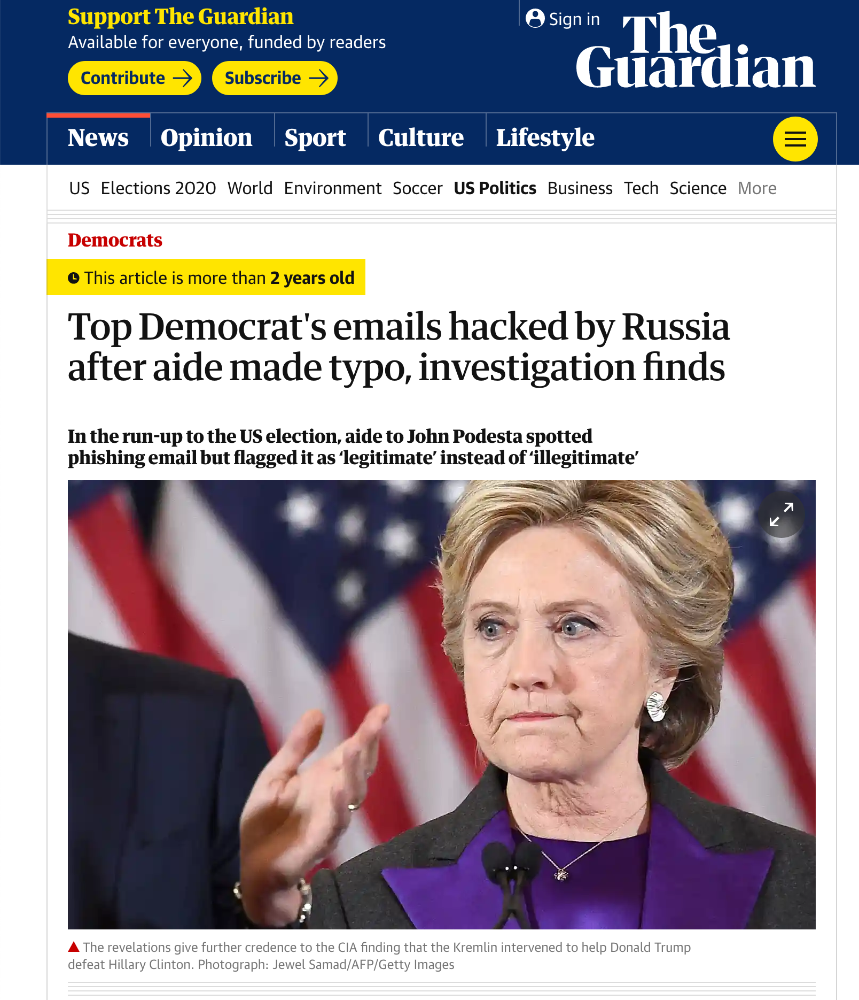 Support The Guardian
Available for everyone, funded by readers
Contribute
Subscribe
Sign in
The
Guardian
News
Opinion
Sport
Culture
Lifestyle
US Elections 2020 World Environment Soccer US Politics Business Tech Science More
Democrats
This article is more than 2 years old
Top Democrat's emails hacked by Russia
after aide made typo, investigation finds
In the run-up to the US election, aide to John Podesta spotted
phishing email but flagged it as ‘legitimate’ instead of ‘illegitimate’
The revelations give further credence to the CIA finding that the Kremlin intervened to help Donald Trump
defeat Hillary Clinton. Photograph: Jewel Samad/AFP/Getty Images